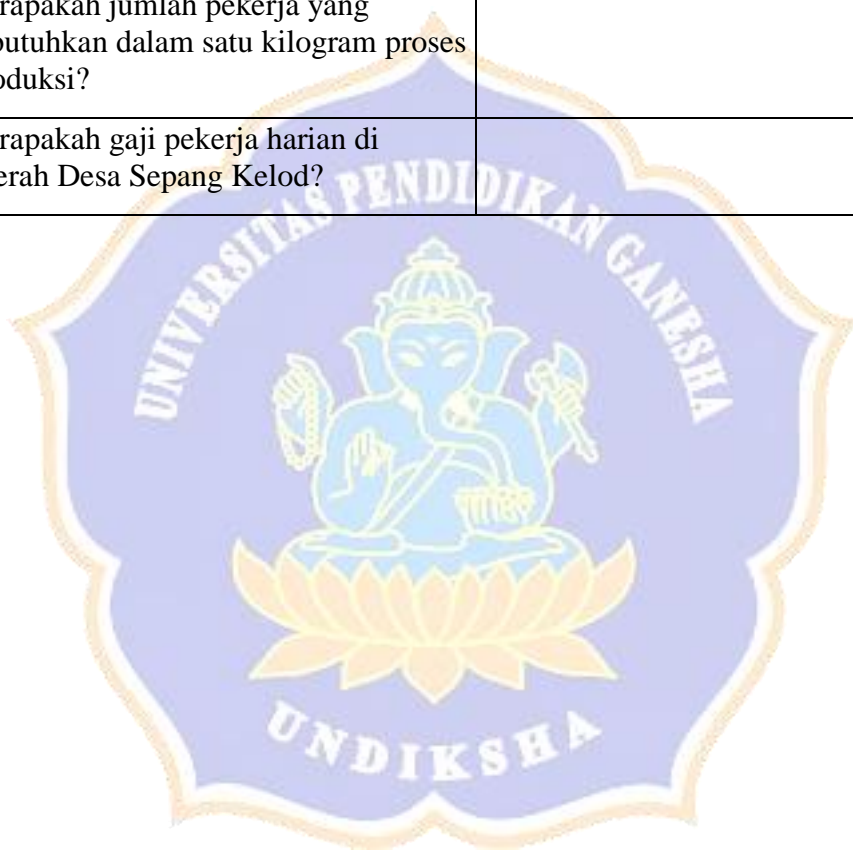 rapakah jumlah pekerja yang
butuhkan dalam satu kilogram proses
oduksi?
rapakah gaji pekerja harian di
erah Desa Sepang Kelod?
UNIVERSITAS PENDIDIKAN GANESHA
UNDIKSHA